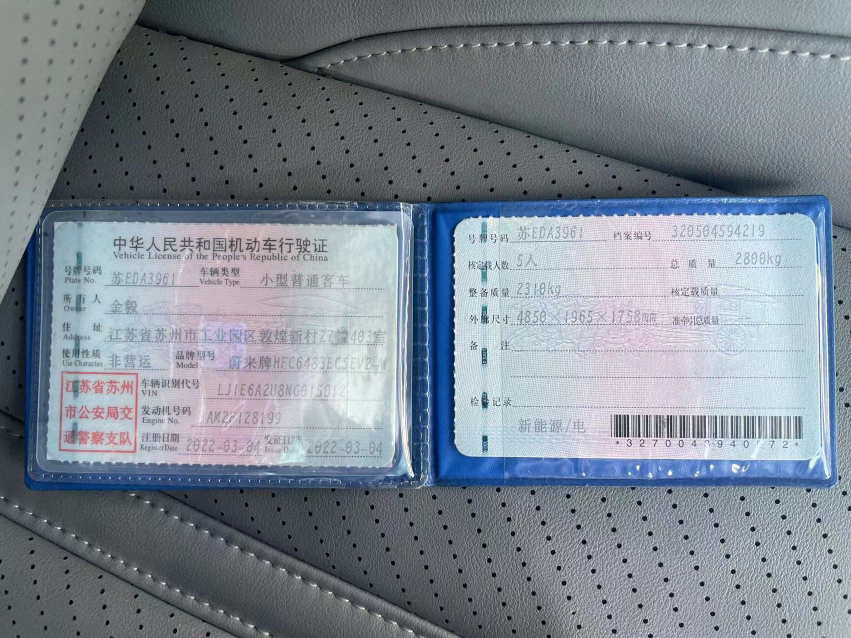 中华人民共和国机动车行驶证
Vehicle License of the People's Republic of China
号牌号码 Plate No. 苏EDA3961 车辆类型 Vehicle Type 小型普通客车
所有人 Owner 金毅
住址 Address 江苏省苏州市工业园区敦煌新村27幢403室
使用性质 Use Character 非营运 品牌型号 Model 蔚来牌
江苏省苏州市公安局交通警察支队
车辆识别代号 VIN
发动机号码 Engine No.
注册日期 Register Date 2022-03-04 发证日期 Issue Date 2022-03-04
号牌号码 苏EDA3961 档案编号 320504594219
核定载人数 5人 总质量 2800kg
整备质量 2310kg 核定载质量
外廓尺寸 4850×1965×1758mm 准牵引总质量
备注
检验记录
新能源/电